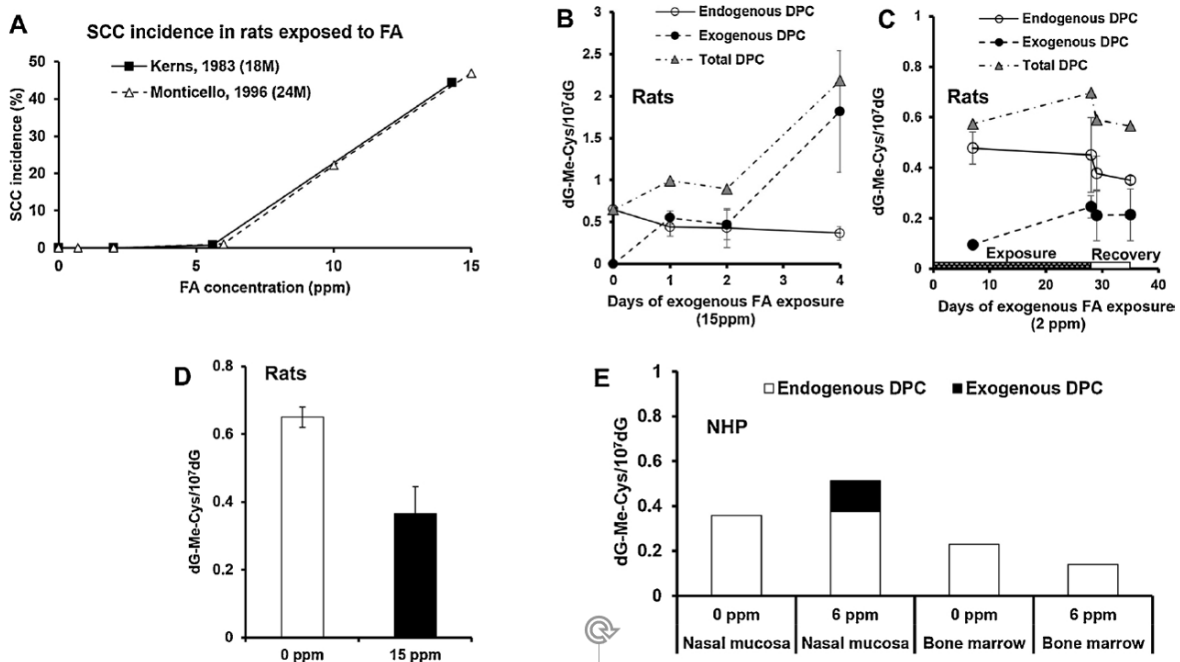 A
SCC incidence in rats exposed to FA
Kerns, 1983 (18M)
Monticello, 1996 (24M)
SCC incidence (%)
50
40
30
20
10
0
0 5 10 15
FA concentration (ppm)
B
Endogenous DPC
Exogenous DPC
Total DPC
Rats
dG-Me-Cys/10⁷dG
3
2.5
2
1.5
1
0.5
0
0 1 2 3 4
Days of exogenous FA exposure
(15ppm)
C
Endogenous DPC
Exogenous DPC
Total DPC
Rats
dG-Me-Cys/10⁷dG
1
0.8
0.6
0.4
0.2
0
Exposure Recovery
0 10 20 30 40
Days of exogenous FA exposure
(2 ppm)
D
Rats
dG-Me-Cys/10⁷dG
0.8
0.6
0.4
0.2
0
0 ppm 15 ppm
E
Endogenous DPC Exogenous DPC
NHP
dG-Me-Cys/10⁷dG
1
0.8
0.6
0.4
0.2
0
0 ppm 6 ppm 0 ppm 6 ppm
Nasal mucosa Nasal mucosa Bone marrow Bone marrow